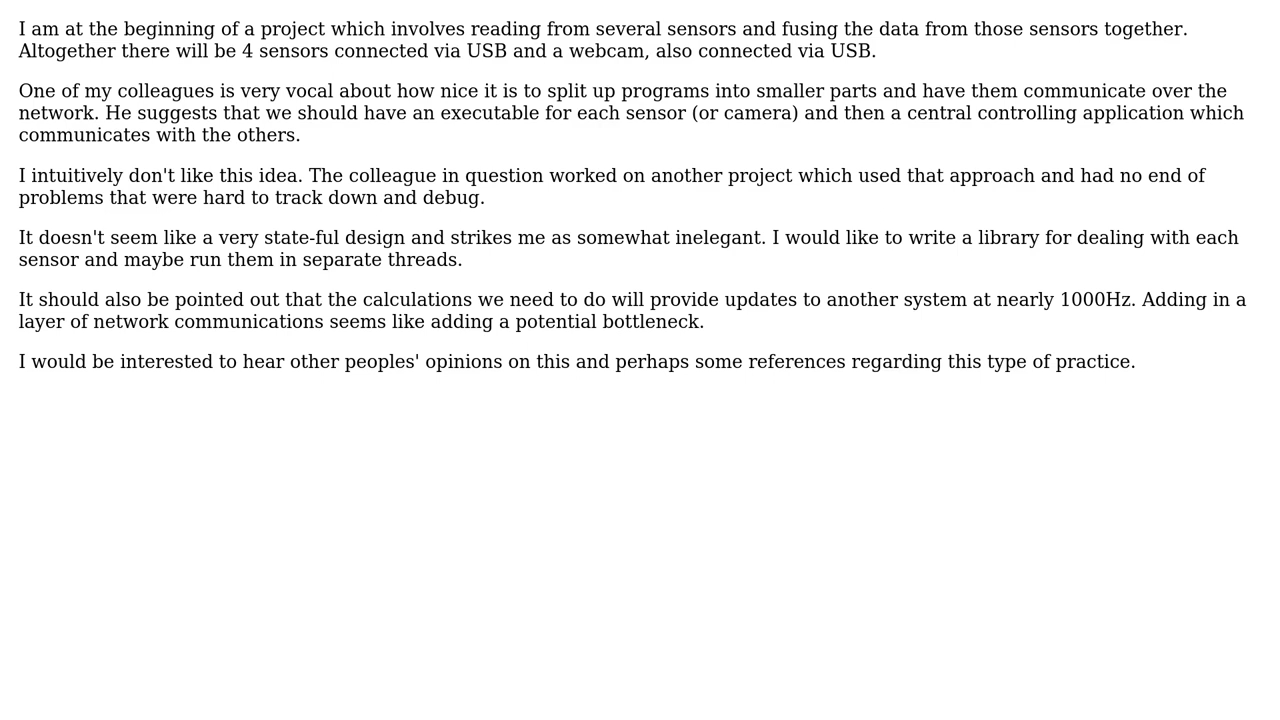 I am at the beginning of a project which involves reading from several sensors and fusing the data from those sensors together.
Altogether there will be 4 sensors connected via USB and a webcam, also connected via USB.
One of my colleagues is very vocal about how nice it is to split up programs into smaller parts and have them communicate over the
network. He suggests that we should have an executable for each sensor (or camera) and then a central controlling application which
communicates with the others.
I intuitively don't like this idea. The colleague in question worked on another project which used that approach and had no end of
problems that were hard to track down and debug.
It doesn't seem like a very state-ful design and strikes me as somewhat inelegant. I would like to write a library for dealing with each
sensor and maybe run them in separate threads.
It should also be pointed out that the calculations we need to do will provide updates to another system at nearly 1000Hz. Adding in a
layer of network communications seems like adding a potential bottleneck.
I would be interested to hear other peoples' opinions on this and perhaps some references regarding this type of practice.